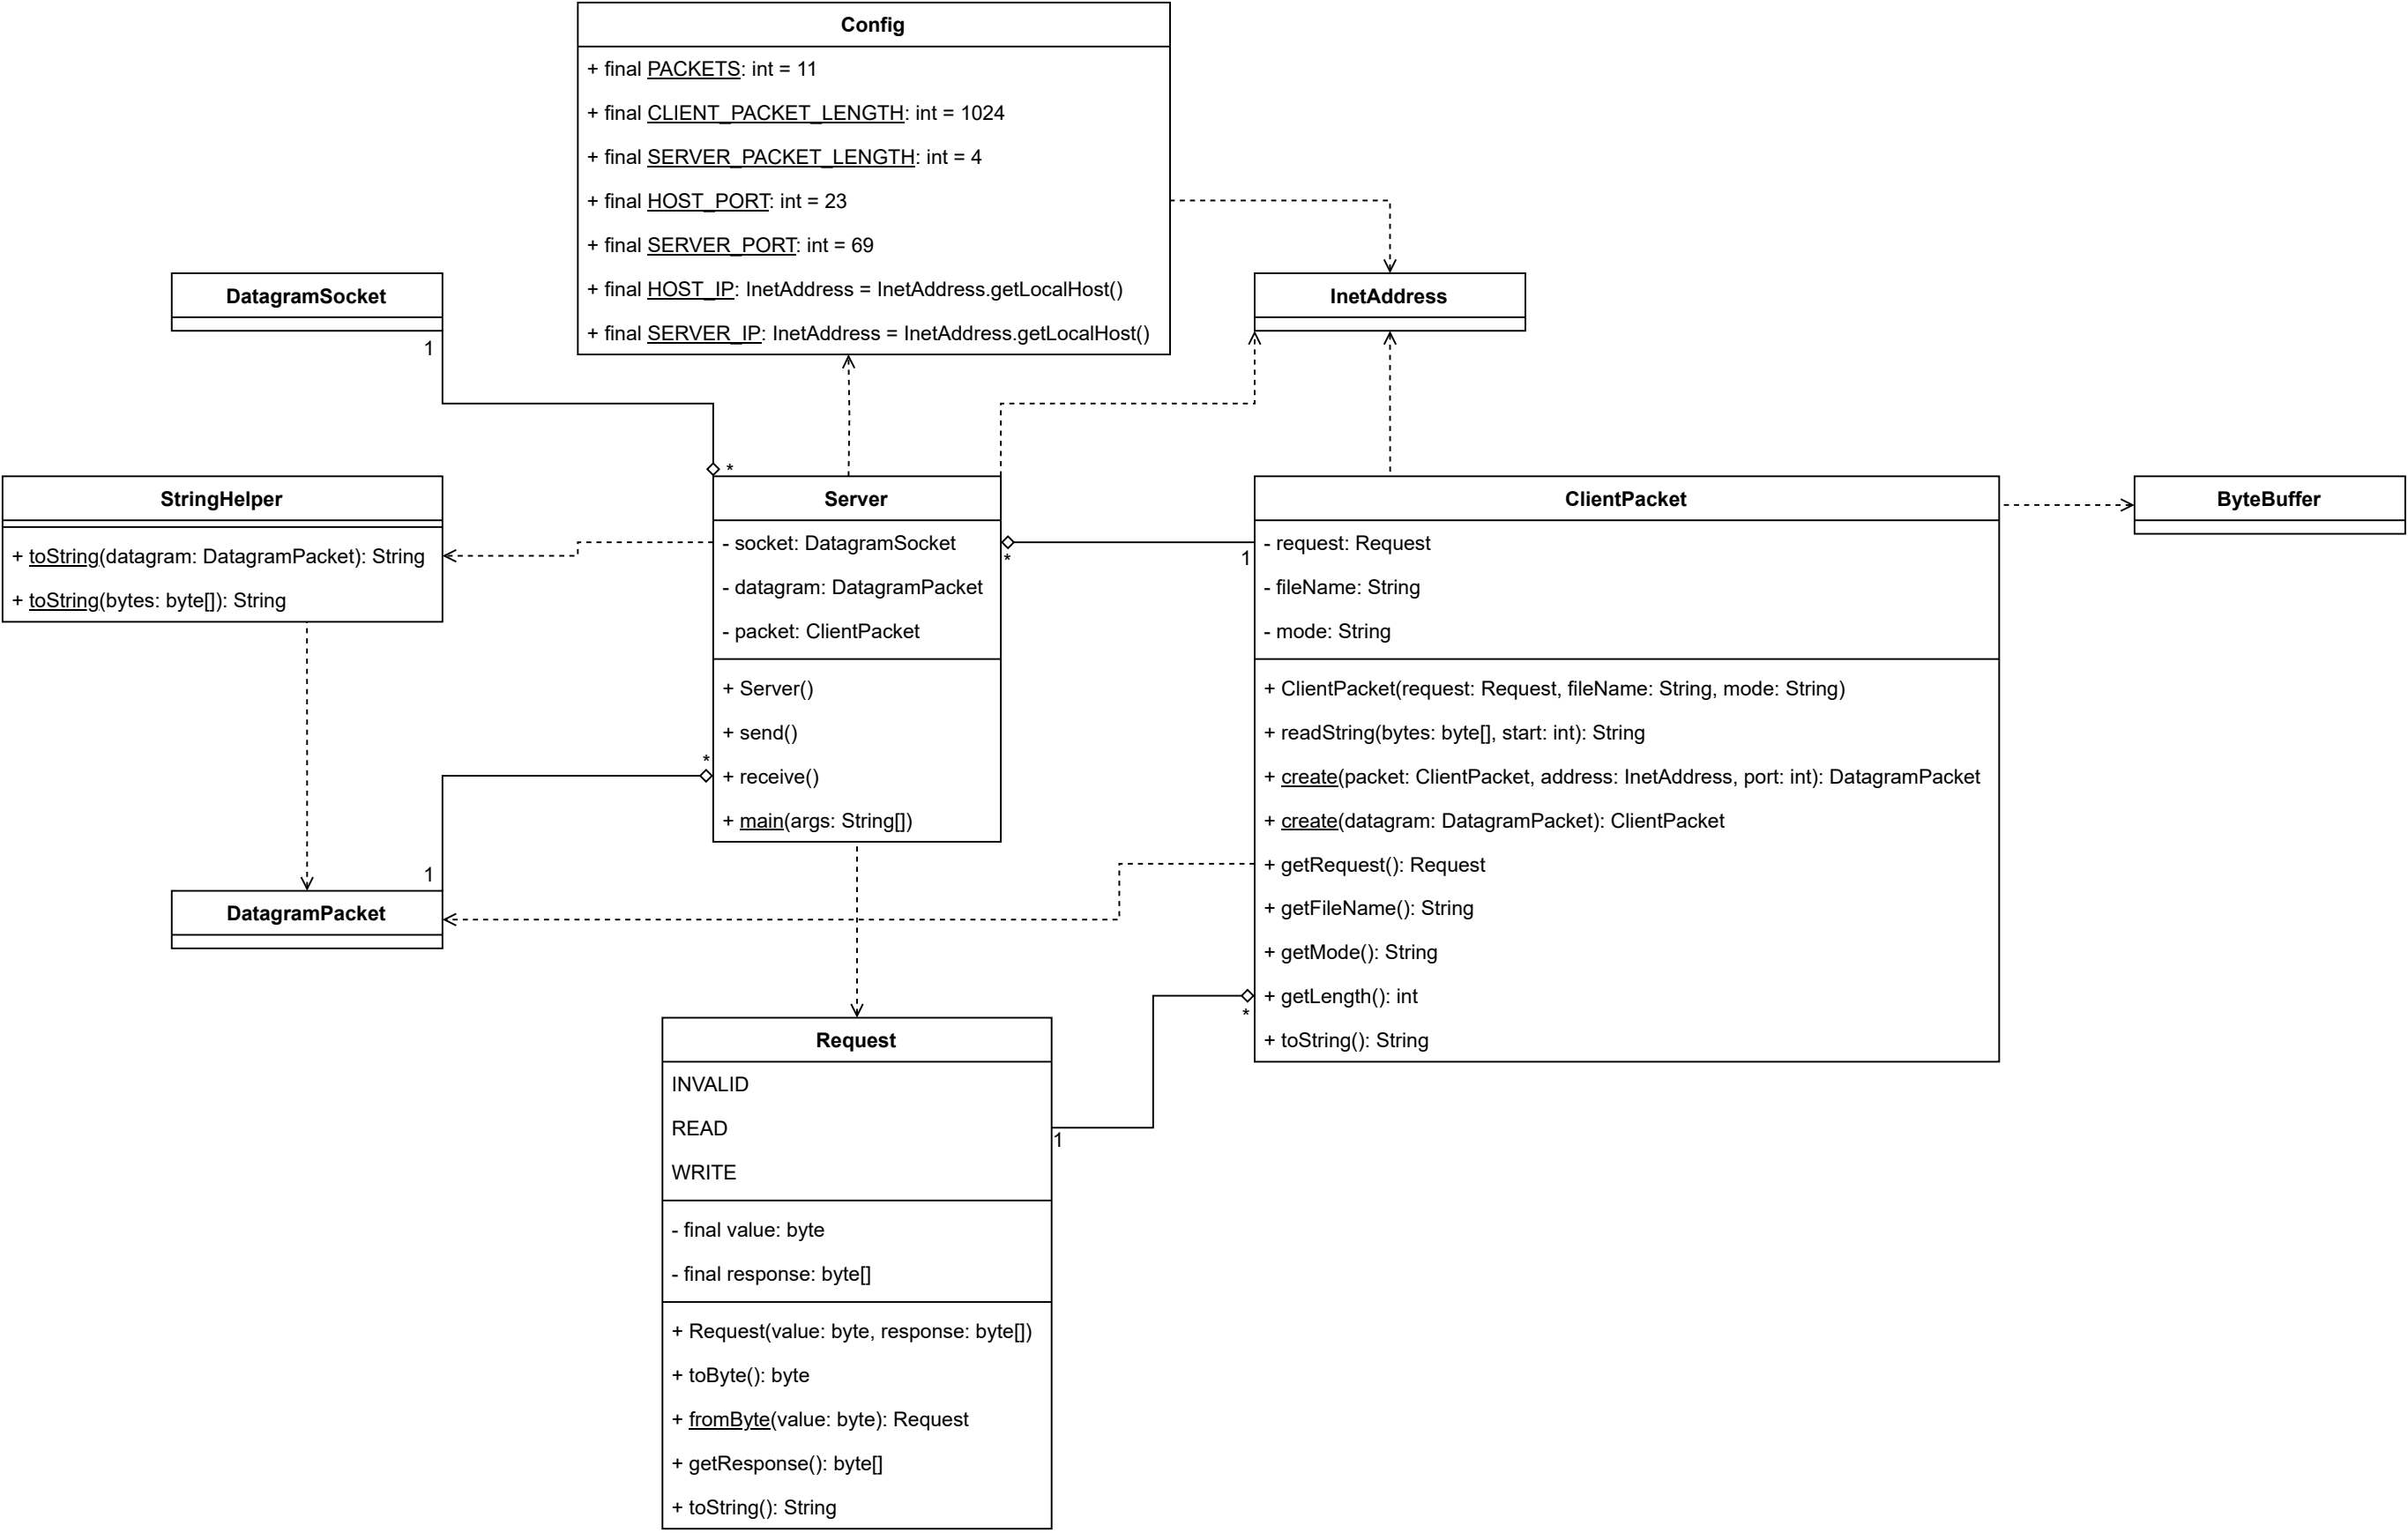 Config
+ final PACKETS: int = 11
+ final CLIENT_PACKET_LENGTH: int = 1024
+ final SERVER_PACKET_LENGTH: int = 4
+ final HOST_PORT: int = 23
+ final SERVER_PORT: int = 69
+ final HOST_IP: InetAddress = InetAddress.getLocalHost()
+ final SERVER_IP: InetAddress = InetAddress.getLocalHost()
DatagramSocket
1
InetAddress
StringHelper
+ toString(datagram: DatagramPacket): String
+ toString(bytes: byte[]): String
*
Server
- socket: DatagramSocket
- datagram: DatagramPacket
- packet: ClientPacket
+ Server()
+ send()
+ receive()
+ main(args: String[])
*
1
ClientPacket
- request: Request
- fileName: String
- mode: String
+ ClientPacket(request: Request, fileName: String, mode: String)
+ readString(bytes: byte[], start: int): String
+ create(packet: ClientPacket, address: InetAddress, port: int): DatagramPacket
+ create(datagram: DatagramPacket): ClientPacket
+ getRequest(): Request
+ getFileName(): String
+ getMode(): String
+ getLength(): int
+ toString(): String
ByteBuffer
*
1
DatagramPacket
*
1
Request
INVALID
READ
WRITE
- final value: byte
- final response: byte[]
+ Request(value: byte, response: byte[])
+ toByte(): byte
+ fromByte(value: byte): Request
+ getResponse(): byte[]
+ toString(): String